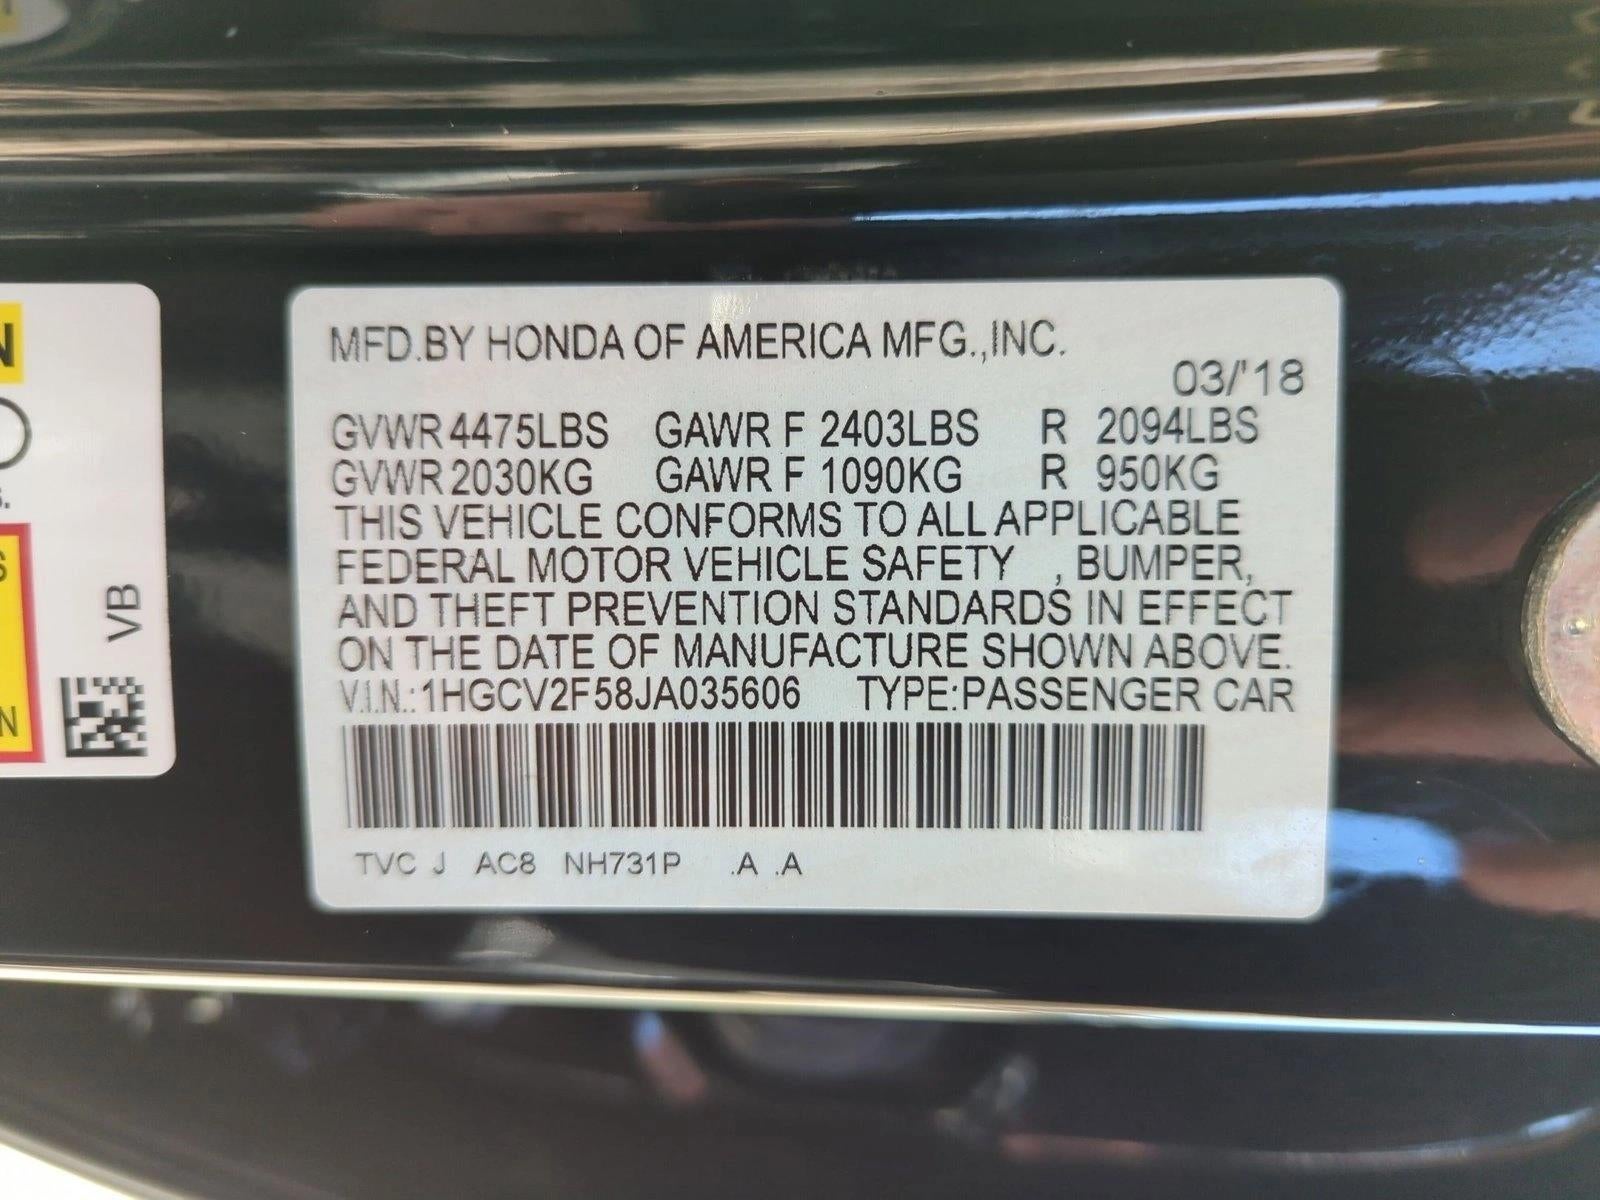 MFD.BY HONDA OF AMERICA MFG.,INC.
03/'18
GVWR 4475LBS GAWR F 2403LBS R 2094LBS
GVWR 2030KG GAWR F 1090KG R 950KG
THIS VEHICLE CONFORMS TO ALL APPLICABLE
FEDERAL MOTOR VEHICLE SAFETY , BUMPER,
AND THEFT PREVENTION STANDARDS IN EFFECT
ON THE DATE OF MANUFACTURE SHOWN ABOVE.
V.I.N.: 1HGCV2F58JA035606 TYPE:PASSENGER CAR
TVC J AC8 NH731P .A .A
N
S
N
VB